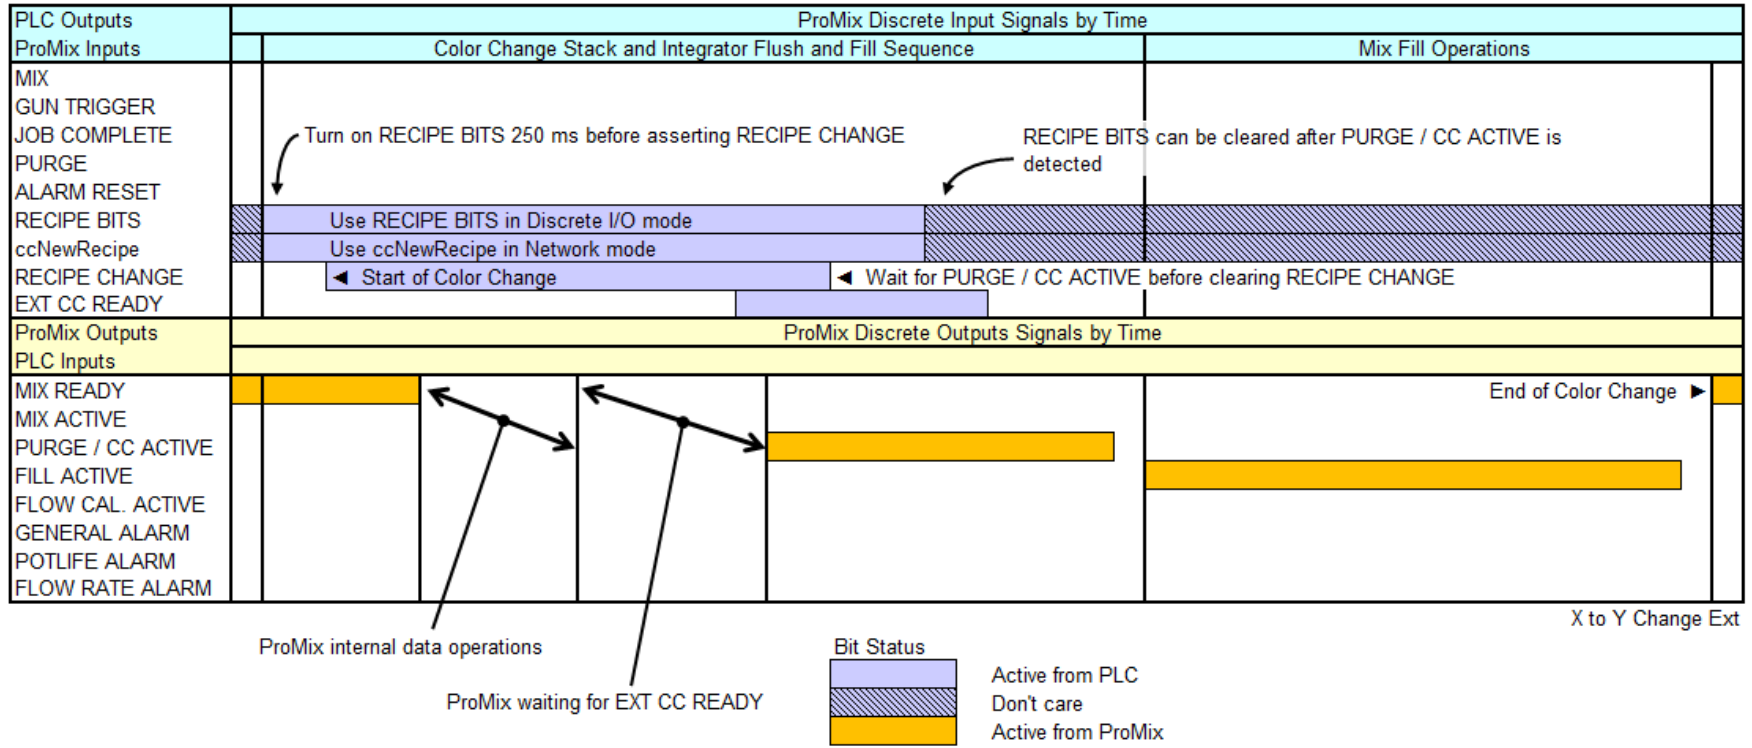 PLC Outputs
ProMix Discrete Input Signals by Time
ProMix Inputs
Color Change Stack and Integrator Flush and Fill Sequence
Mix Fill Operations
MIX
GUN TRIGGER
JOB COMPLETE
Turn on RECIPE BITS 250 ms before asserting RECIPE CHANGE
RECIPE BITS can be cleared after PURGE / CC ACTIVE is
detected
PURGE
ALARM RESET
RECIPE BITS
Use RECIPE BITS in Discrete I/O mode
ccNewRecipe
Use ccNewRecipe in Network mode
RECIPE CHANGE
◄ Start of Color Change
◄ Wait for PURGE / CC ACTIVE before clearing RECIPE CHANGE
EXT CC READY
ProMix Outputs
ProMix Discrete Outputs Signals by Time
PLC Inputs
MIX READY
End of Color Change ►
MIX ACTIVE
PURGE / CC ACTIVE
FILL ACTIVE
FLOW CAL. ACTIVE
GENERAL ALARM
POTLIFE ALARM
FLOW RATE ALARM
X to Y Change Ext
ProMix internal data operations
ProMix waiting for EXT CC READY
Bit Status
Active from PLC
Don't care
Active from ProMix